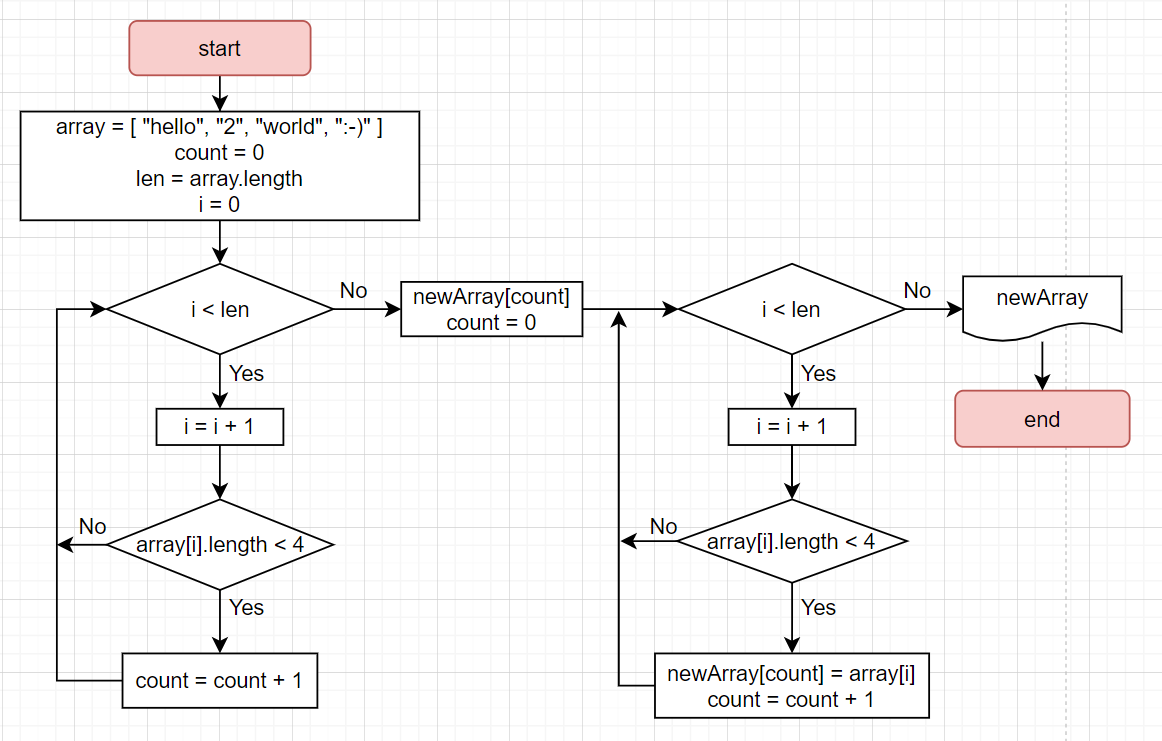 start
array = [ "hello", "2", "world", ":-)" ]
count = 0
len = array.length
i = 0
i < len
No
Yes
i = i + 1
array[i].length < 4
No
Yes
count = count + 1
newArray[count]
count = 0
i < len
No
Yes
i = i + 1
array[i].length < 4
No
Yes
newArray[count] = array[i]
count = count + 1
newArray
end